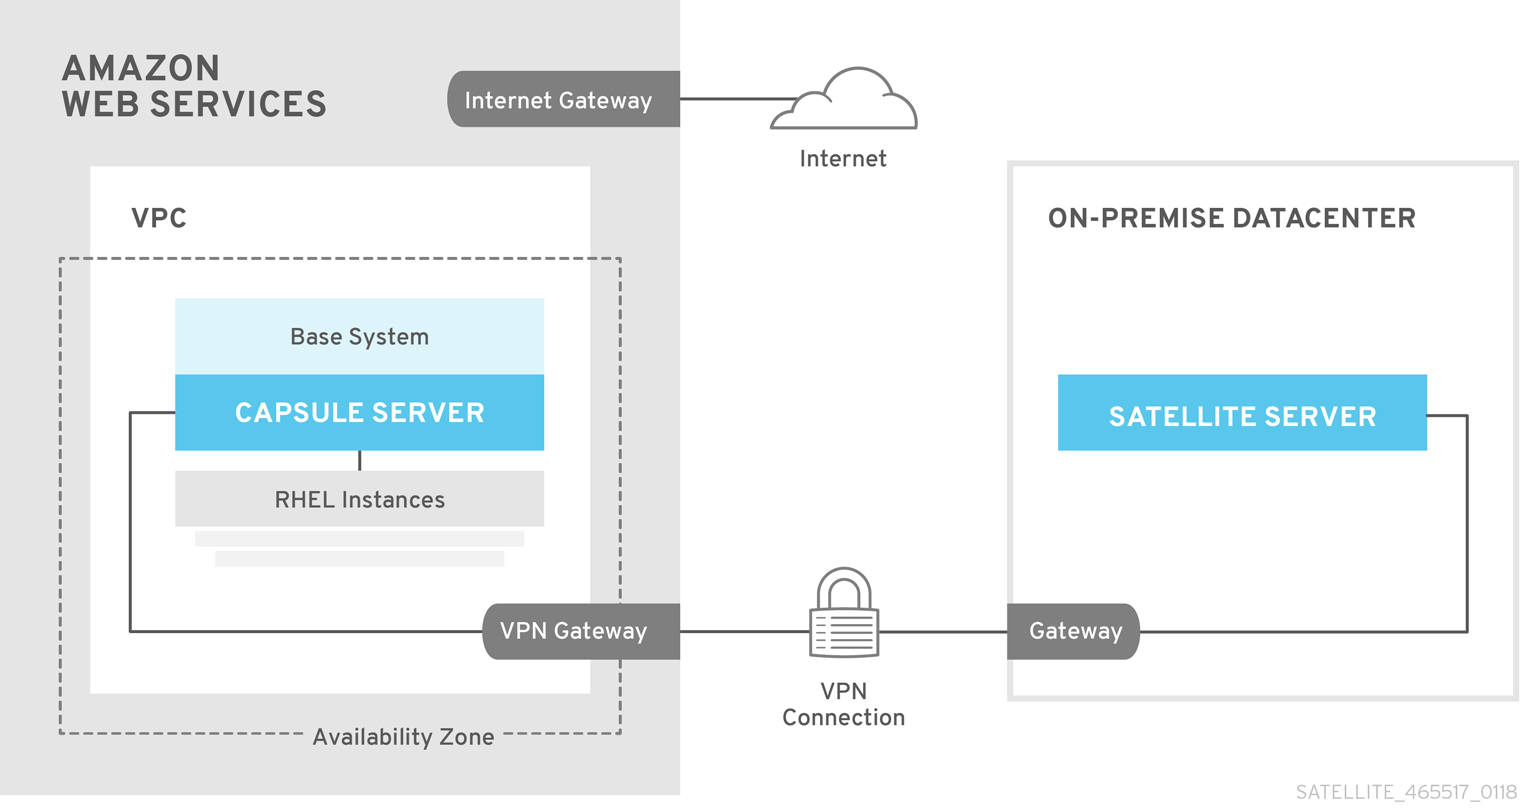 AMAZON
WEB SERVICES
Internet Gateway
Internet
VPC
ON-PREMISE DATACENTER
Base System
CAPSULE SERVER
SATELLITE SERVER
RHEL Instances
VPN Gateway
Gateway
VPN
Connection
Availability Zone
SATELLITE_465517_0118